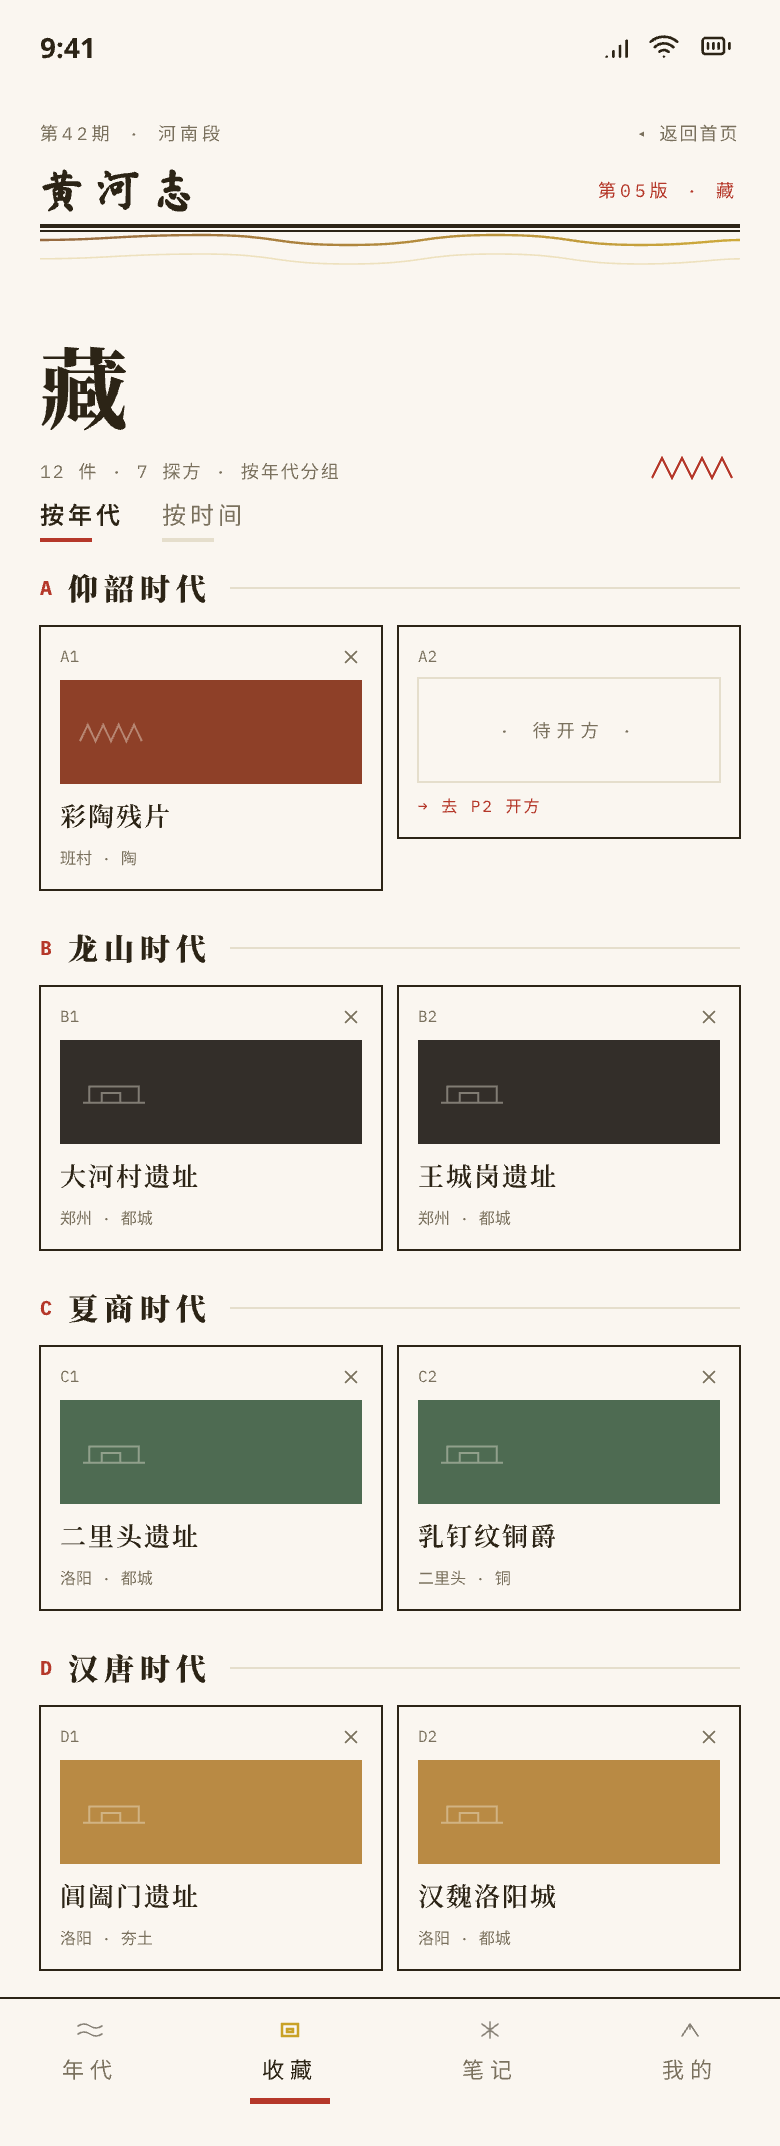 9:41
第42期 · 河南段
◂ 返回首页
黄河志
第05版 · 藏
藏
12 件 · 7 探方 · 按年代分组
按年代 按时间
A 仰韶时代
A1
彩陶残片
班村 · 陶
A2
· 待开方 ·
→ 去 P2 开方
B 龙山时代
B1
大河村遗址
郑州 · 都城
B2
王城岗遗址
郑州 · 都城
C 夏商时代
C1
二里头遗址
洛阳 · 都城
C2
乳钉纹铜爵
二里头 · 铜
D 汉唐时代
D1
阊阖门遗址
洛阳 · 夯土
D2
汉魏洛阳城
洛阳 · 都城
年代 收藏 笔记 我的